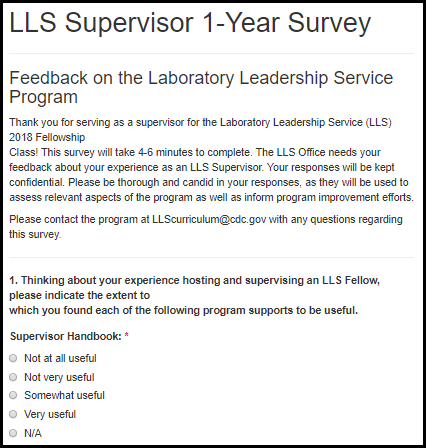 LLS Supervisor 1-Year Survey
Feedback on the Laboratory Leadership Service
Program
Thank you for serving as a supervisor for the Laboratory Leadership Service (LLS)
2018 Fellowship
Class! This survey will take 4-6 minutes to complete. The LLS Office needs your
feedback about your experience as an LLS Supervisor. Your responses will be kept
confidential. Please be thorough and candid in your responses, as they will be used to
assess relevant aspects of the program as well as inform program improvement efforts.
Please contact the program at LLScurriculum@cdc.gov with any questions regarding
this survey.
1. Thinking about your experience hosting and supervising an LLS Fellow,
please indicate the extent to
which you found each of the following program supports to be useful.
Supervisor Handbook: *
Not at all useful
Not very useful
Somewhat useful
Very useful
N/A